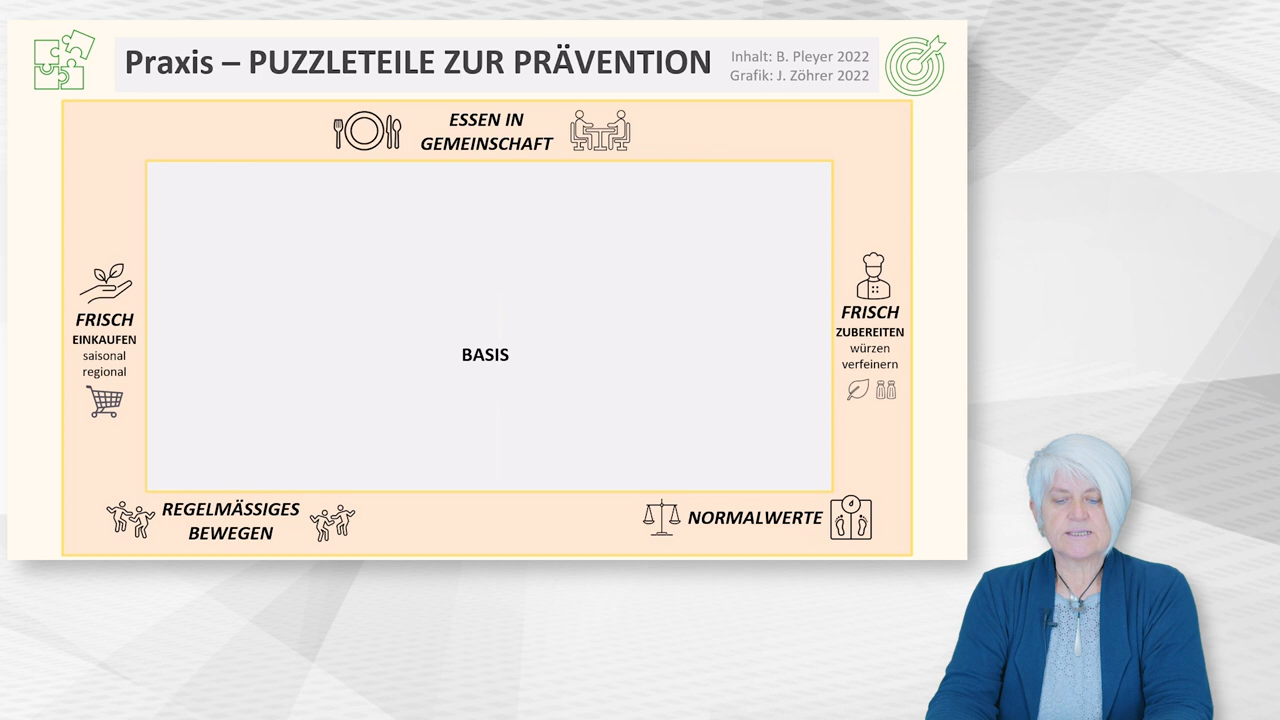 Praxis – PUZZLETEILE ZUR PRÄVENTION
Inhalt: B. Pleyer 2022
Grafik: J. Zöhrer 2022
ESSEN IN
GEMEINSCHAFT
FRISCH
EINKAUFEN
saisonal
regional
BASIS
FRISCH
ZUBEREITEN
würzen
verfeinern
REGELMÄSSIGES
BEWEGEN
NORMALWERTE